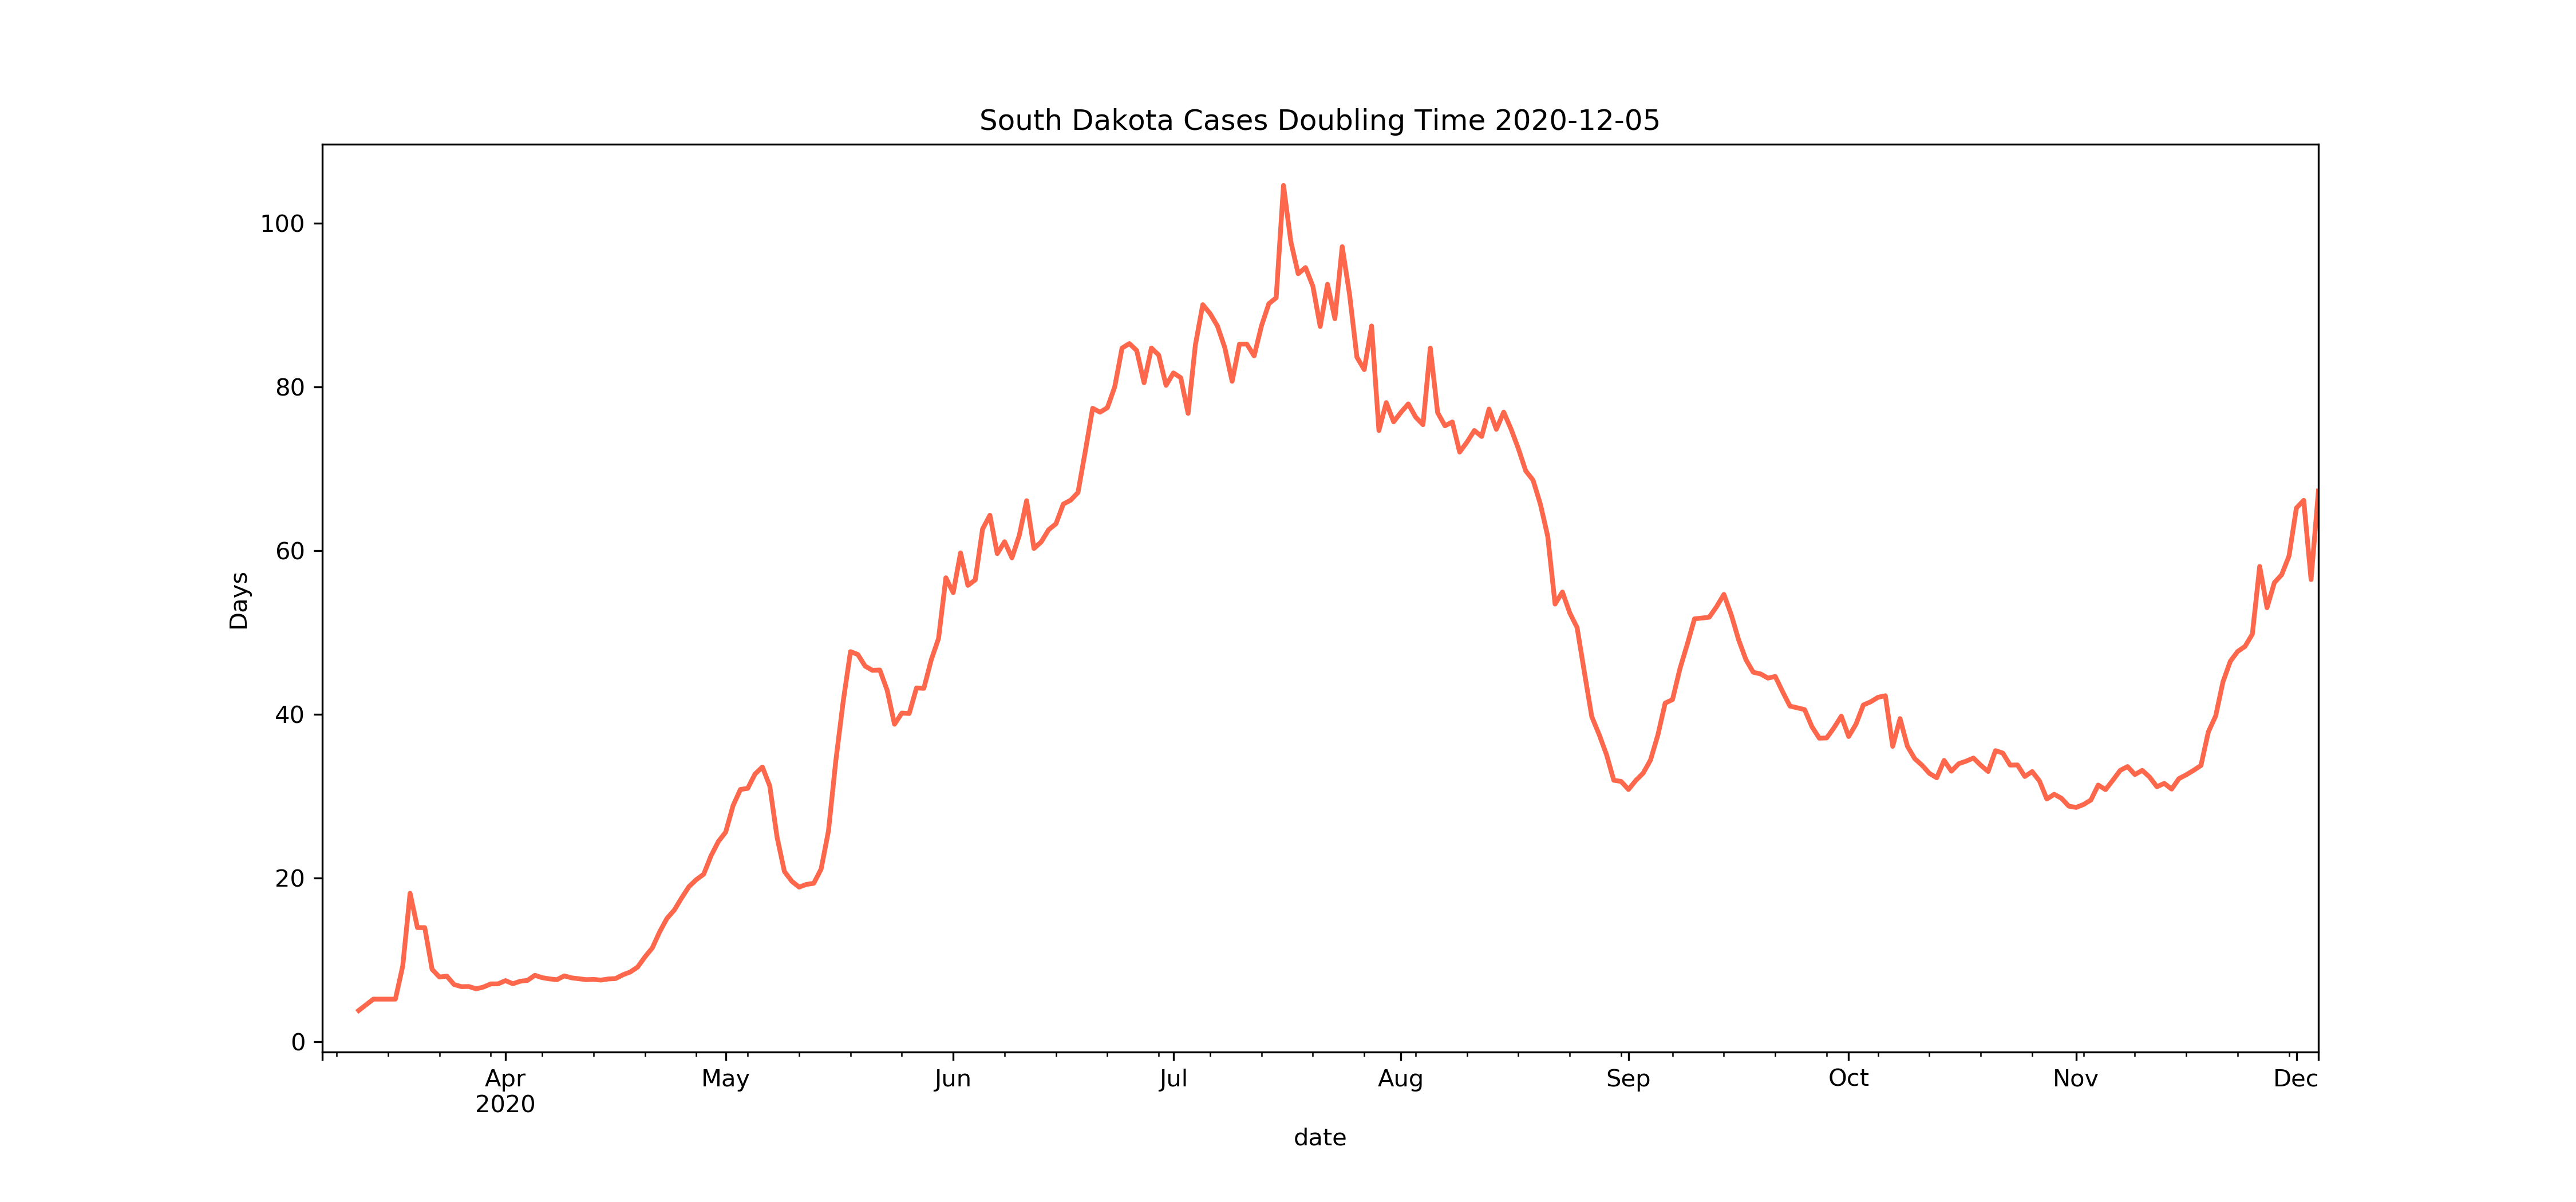 South Dakota Cases Doubling Time 2020-12-05
100
80
60
40
20
0
Days
Apr May Jun Jul Aug Sep Oct Nov Dec
2020
date